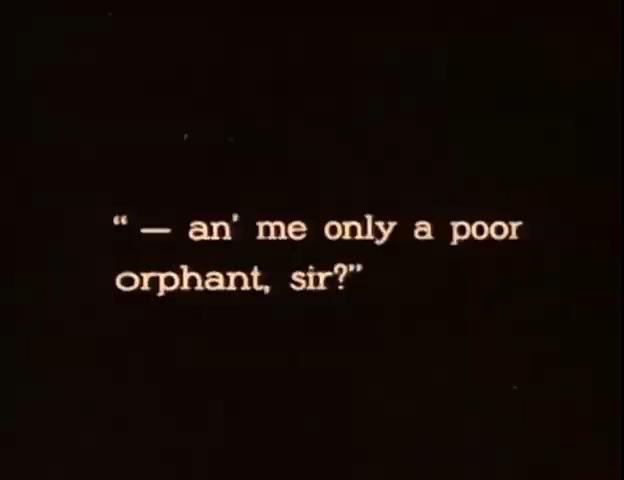 “ — an' me only a poor
orphant, sir?”